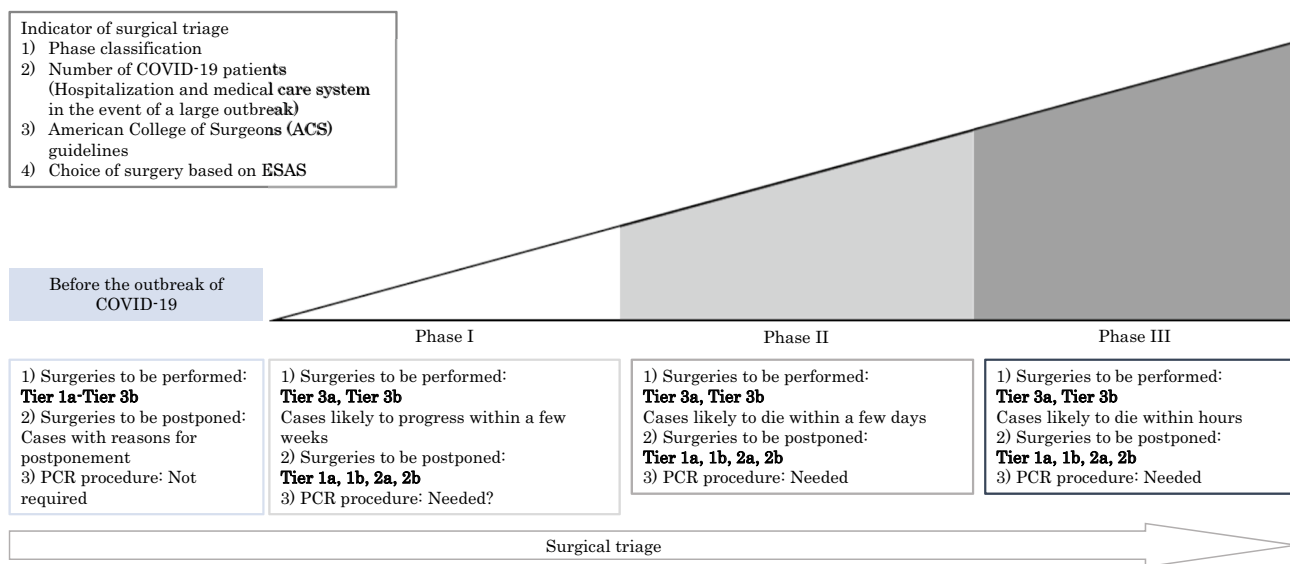 Indicator of surgical triage
1) Phase classification
2) Number of COVID-19 patients
(Hospitalization and medical care system
in the event of a large outbreak)
3) American College of Surgeons (ACS)
guidelines
4) Choice of surgery based on ESAS
Before the outbreak of
COVID-19
Phase I
Phase II
Phase III
1) Surgeries to be performed:
Tier 1a-Tier 3b
2) Surgeries to be postponed:
Cases with reasons for
postponement
3) PCR procedure: Not
required
1) Surgeries to be performed:
Tier 3a, Tier 3b
Cases likely to progress within a few
weeks
2) Surgeries to be postponed:
Tier 1a, 1b, 2a, 2b
3) PCR procedure: Needed?
1) Surgeries to be performed:
Tier 3a, Tier 3b
Cases likely to die within a few days
2) Surgeries to be postponed:
Tier 1a, 1b, 2a, 2b
3) PCR procedure: Needed
1) Surgeries to be performed:
Tier 3a, Tier 3b
Cases likely to die within hours
2) Surgeries to be postponed:
Tier 1a, 1b, 2a, 2b
3) PCR procedure: Needed
Surgical triage